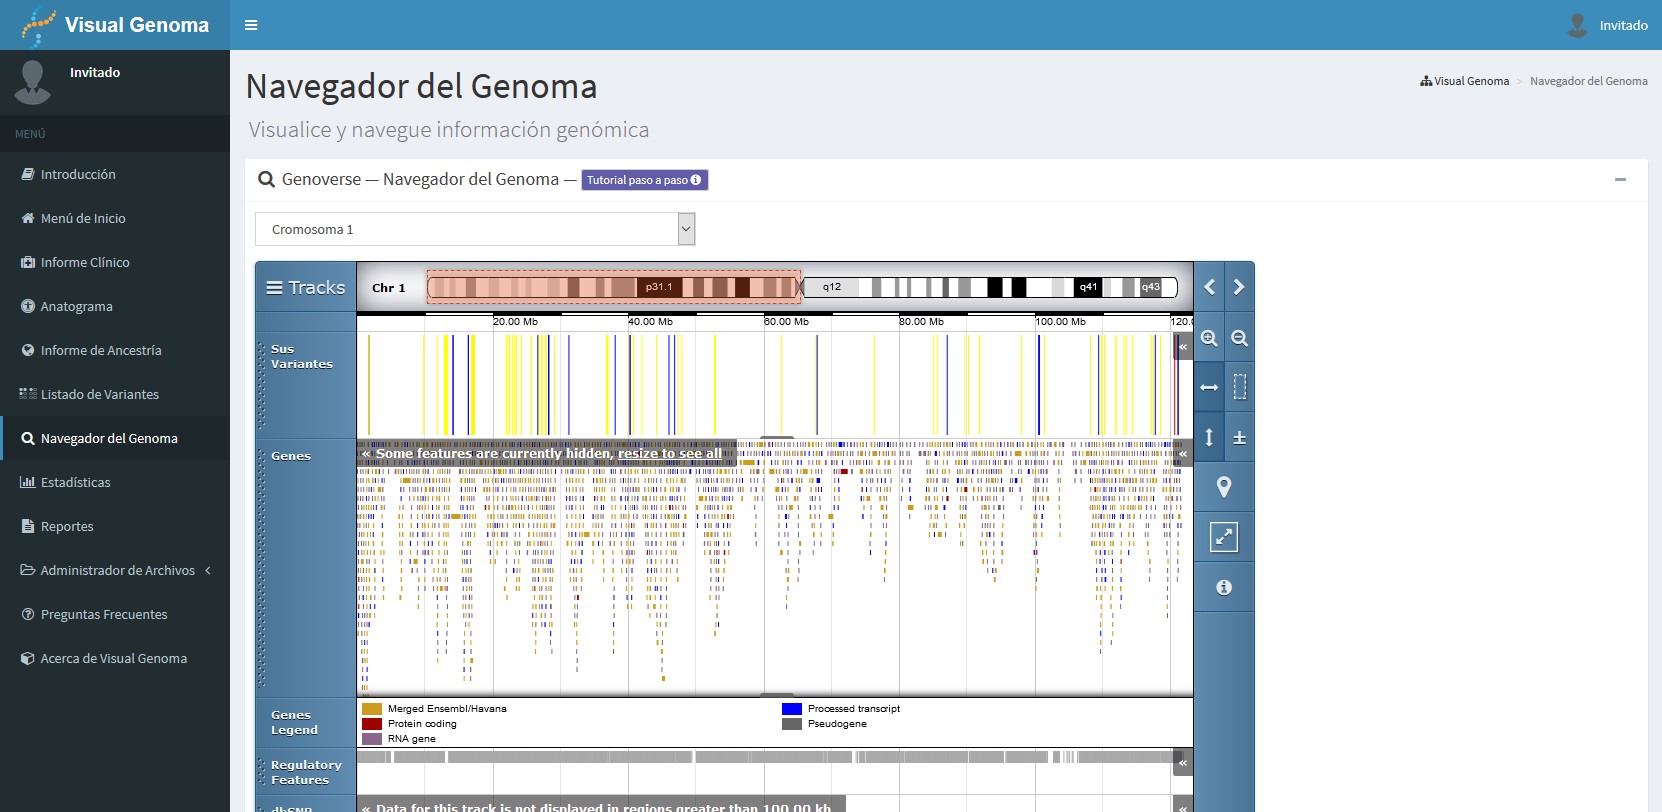 Visual Genoma
Invitado
Invitado
MENÚ
Introducción
Menú de Inicio
Informe Clínico
Anatograma
Informe de Ancestría
Listado de Variantes
Navegador del Genoma
Estadísticas
Reportes
Administrador de Archivos
Preguntas Frecuentes
Acerca de Visual Genoma
Navegador del Genoma
Visual Genoma > Navegador del Genoma
Visualice y navegue información genómica
Genoverse — Navegador del Genoma — Tutorial paso a paso
Cromosoma 1
Tracks
Chr 1
p31.1 q12 q41 q43
20.00 Mb 40.00 Mb 60.00 Mb 80.00 Mb 100.00 Mb 120.0
Sus
Variantes
Genes
« Some features are currently hidden, resize to see all
Genes
Legend
Merged Ensembl/Havana
Protein coding
RNA gene
Processed transcript
Pseudogene
Regulatory
Features
dbSNP
« Data for this track is not displayed in regions greater than 100.00 kb